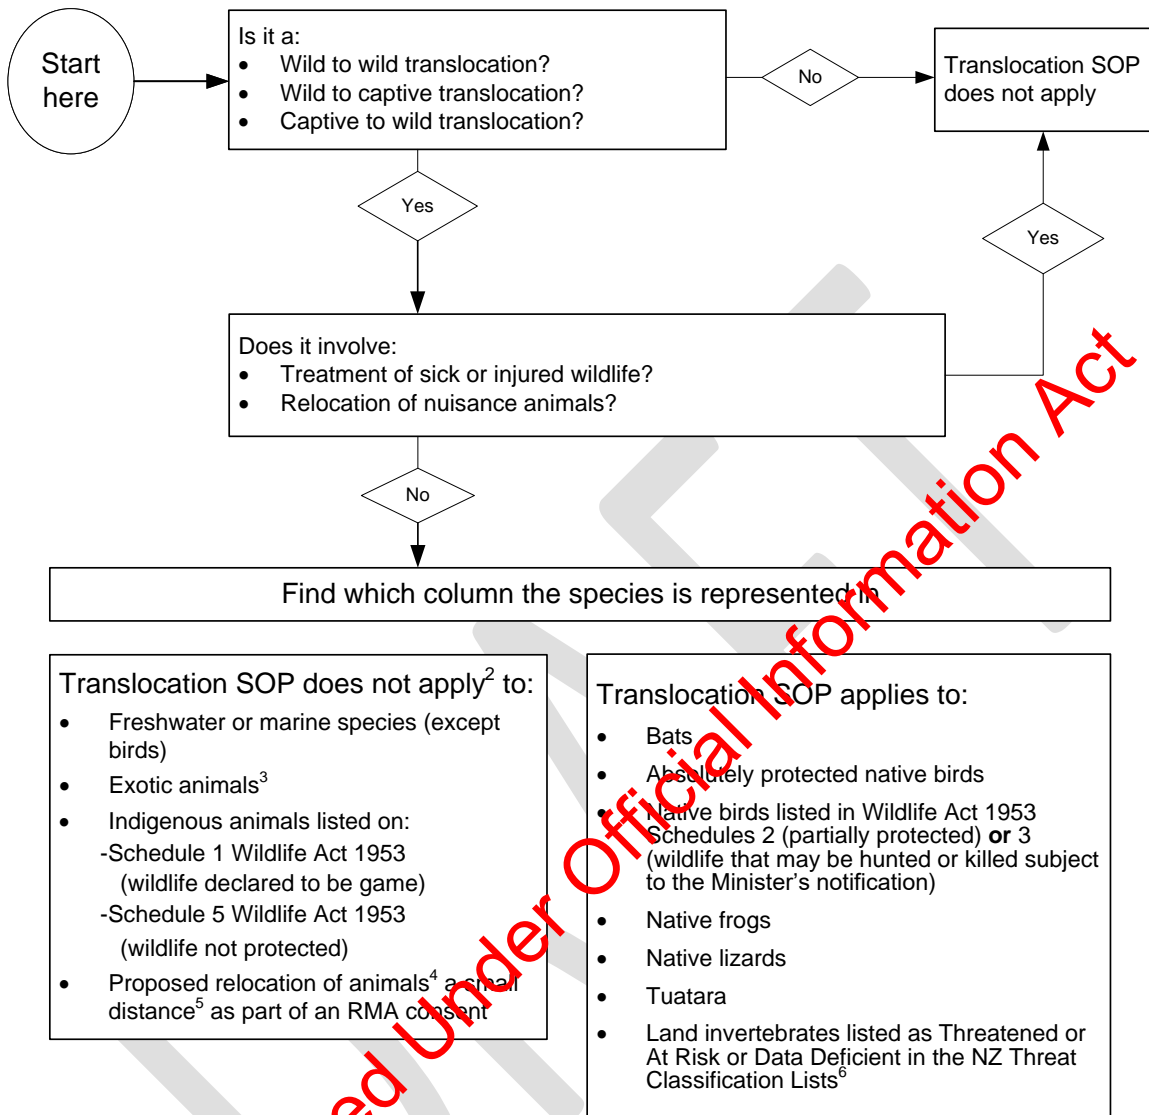 Start
here
Is it a:
• Wild to wild translocation?
• Wild to captive translocation?
• Captive to wild translocation?
No
Translocation SOP
does not apply
Yes
Yes
Does it involve:
• Treatment of sick or injured wildlife?
• Relocation of nuisance animals?
No
Find which column the species is represented in
Translocation SOP does not apply2 to:
• Freshwater or marine species (except
birds)
• Exotic animals3
• Indigenous animals listed on:
-Schedule 1 Wildlife Act 1953
(wildlife declared to be game)
-Schedule 5 Wildlife Act 1953
(wildlife not protected)
• Proposed relocation of animals4 a small
distance5 as part of an RMA consent
Translocation SOP applies to:
• Bats
• Absolutely protected native birds
• Native birds listed in Wildlife Act 1953
Schedules 2 (partially protected) or 3
(wildlife that may be hunted or killed subject
to the Minister’s notification)
• Native frogs
• Native lizards
• Tuatara
• Land invertebrates listed as Threatened or
At Risk or Data Deficient in the NZ Threat
Classification Lists6
Under Official Information Act